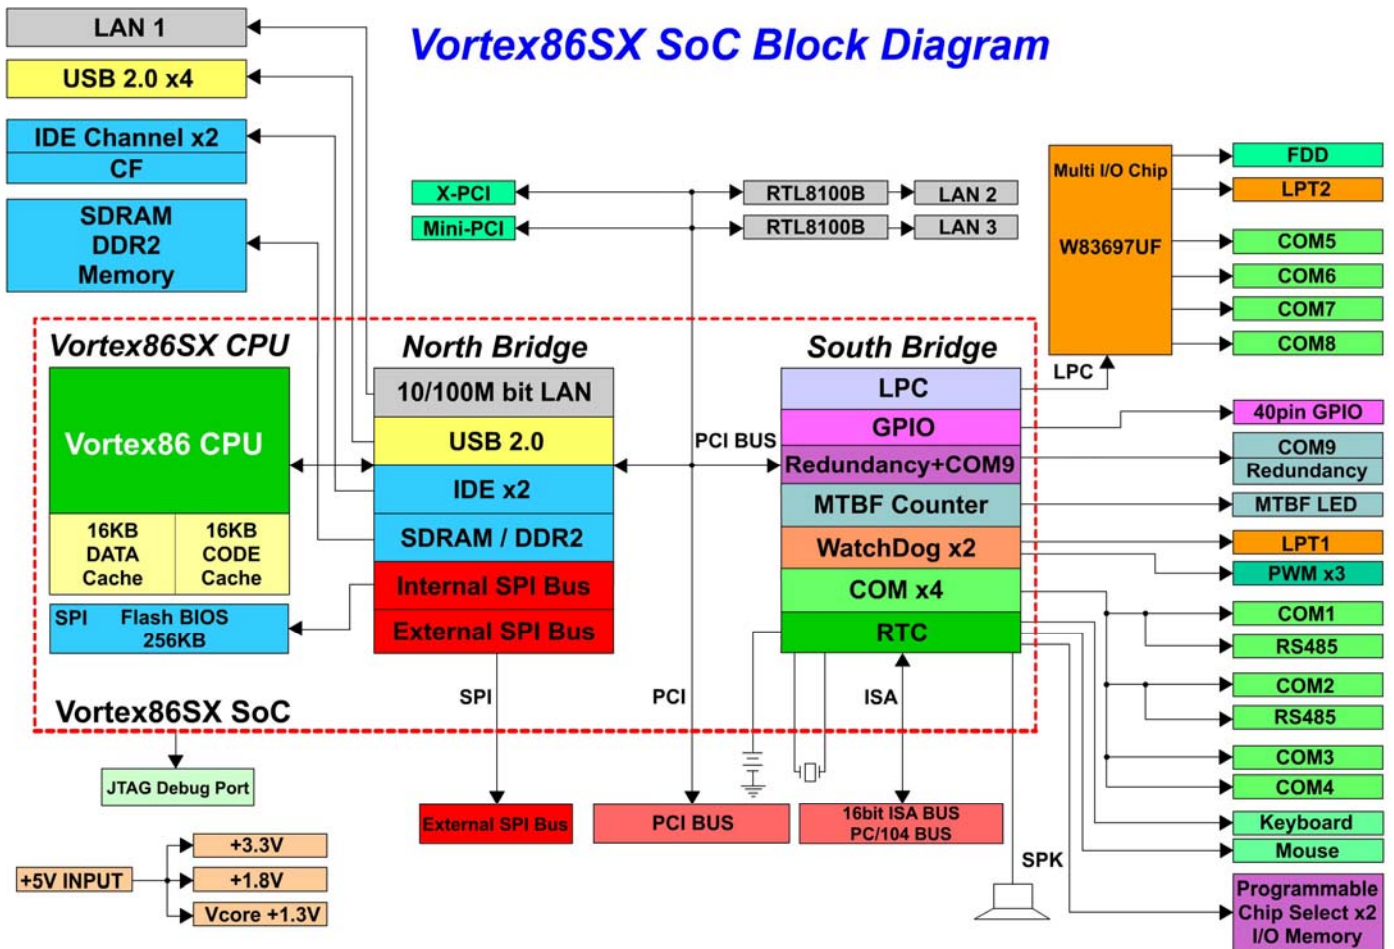 Vortex86SX SoC Block Diagram
LAN 1
USB 2.0 x4
IDE Channel x2
CF
SDRAM
DDR2
Memory
X-PCI
Mini-PCI
RTL8100B
LAN 2
RTL8100B
LAN 3
Multi I/O Chip
W83697UF
FDD
LPT2
COM5
COM6
COM7
COM8
LPC
Vortex86SX CPU
Vortex86 CPU
16KB
DATA
Cache
16KB
CODE
Cache
SPI Flash BIOS
256KB
North Bridge
10/100M bit LAN
USB 2.0
IDE x2
SDRAM / DDR2
Internal SPI Bus
External SPI Bus
PCI BUS
South Bridge
LPC
GPIO
Redundancy+COM9
MTBF Counter
WatchDog x2
COM x4
RTC
40pin GPIO
COM9
Redundancy
MTBF LED
LPT1
PWM x3
COM1
RS485
COM2
RS485
COM3
COM4
Keyboard
Mouse
Programmable
Chip Select x2
I/O Memory
SPI
PCI
ISA
Vortex86SX SoC
JTAG Debug Port
External SPI Bus
PCI BUS
16bit ISA BUS
PC/104 BUS
SPK
+5V INPUT
+3.3V
+1.8V
Vcore +1.3V